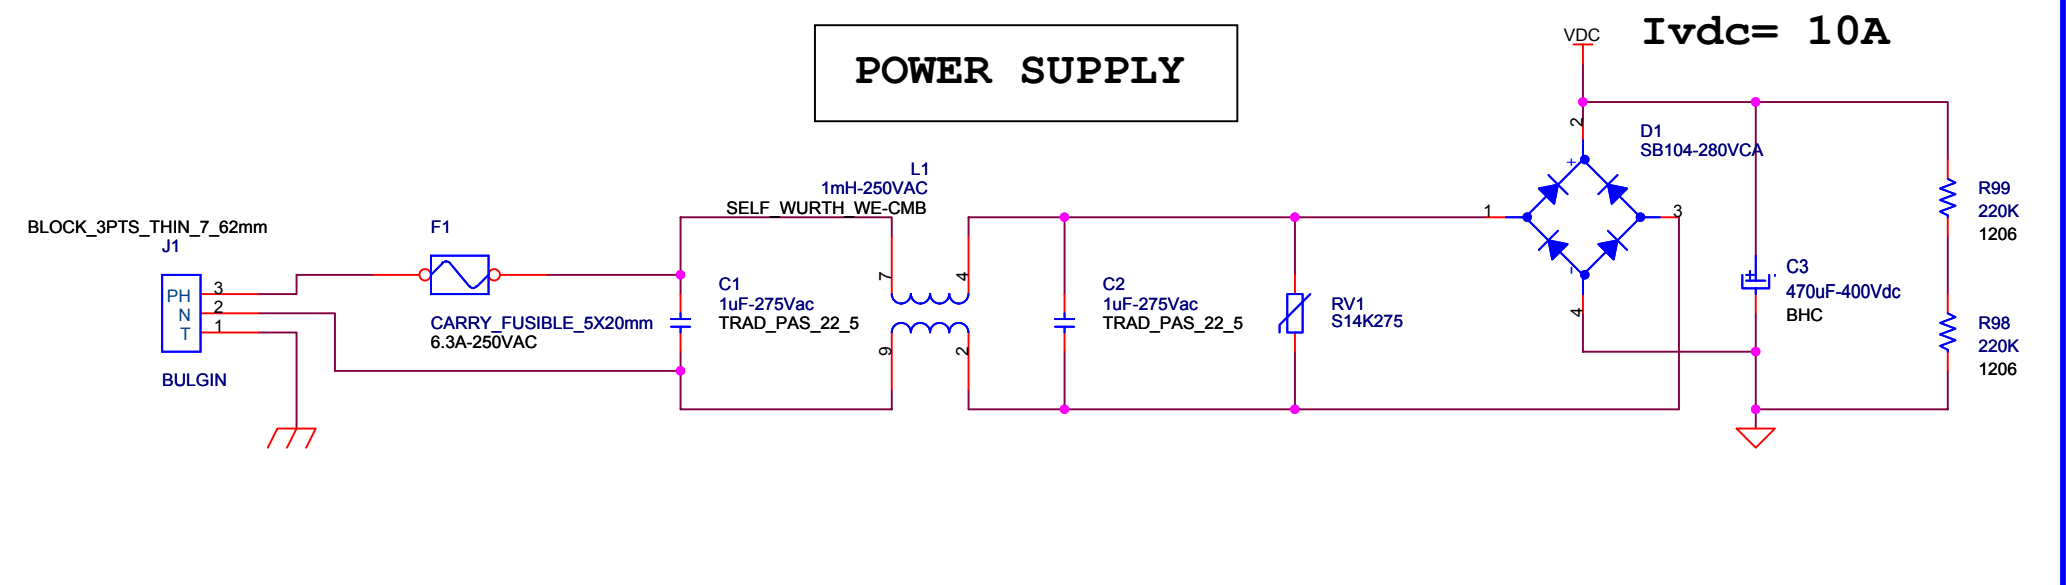 POWER SUPPLY
VDC
Ivdc= 10A
BLOCK_3PTS_THIN_7_62mm
J1
PH
N
T
3
2
1
BULGIN
F1
CARRY_FUSIBLE_5X20mm
6.3A-250VAC
C1
1uF-275Vac
TRAD_PAS_22_5
L1
1mH-250VAC
SELF_WURTH_WE-CMB
7
4
9
2
C2
1uF-275Vac
TRAD_PAS_22_5
RV1
S14K275
D1
SB104-280VCA
2
1
3
4
+
-
C3
470uF-400Vdc
BHC
R99
220K
1206
R98
220K
1206